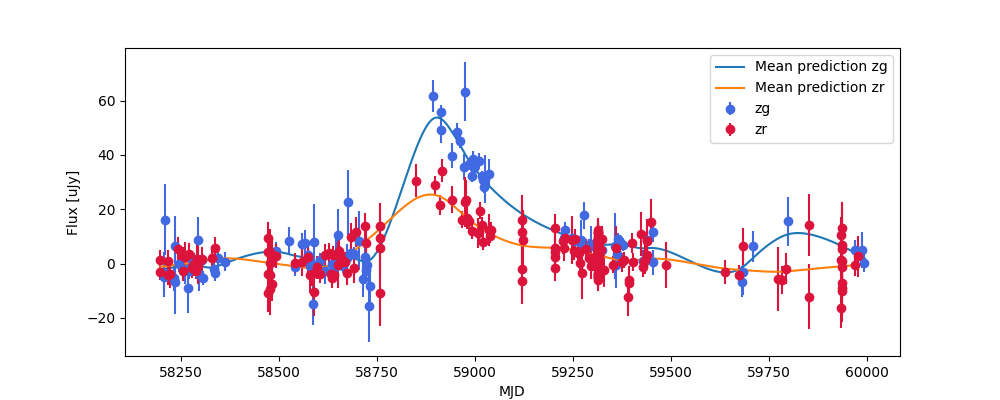 Mean prediction zg
Mean prediction zr
zg
zr
Flux [uJy]
60
40
20
0
−20
58250 58500 58750 59000 59250 59500 59750 60000
MJD